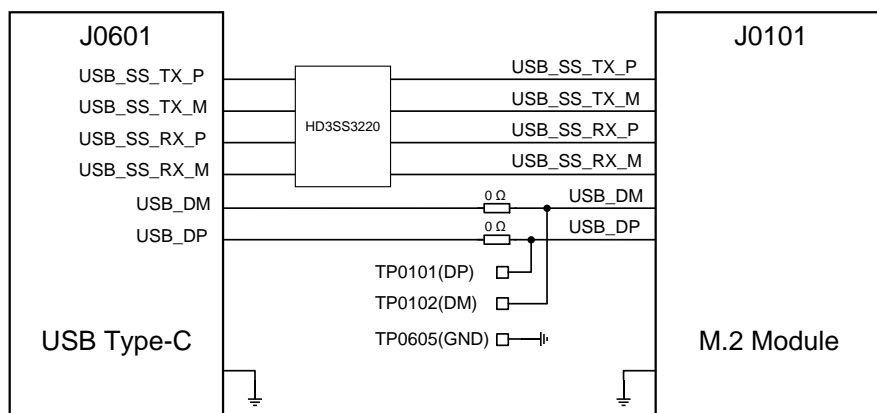 J0601
J0101
USB_SS_TX_P
USB_SS_TX_M
USB_SS_RX_P
USB_SS_RX_M
USB_DM
USB_DP
HD3SS3220
USB_SS_TX_P
USB_SS_TX_M
USB_SS_RX_P
USB_SS_RX_M
0 Ω
USB_DM
0 Ω
USB_DP
TP0101(DP)
TP0102(DM)
TP0605(GND)
USB Type-C
M.2 Module